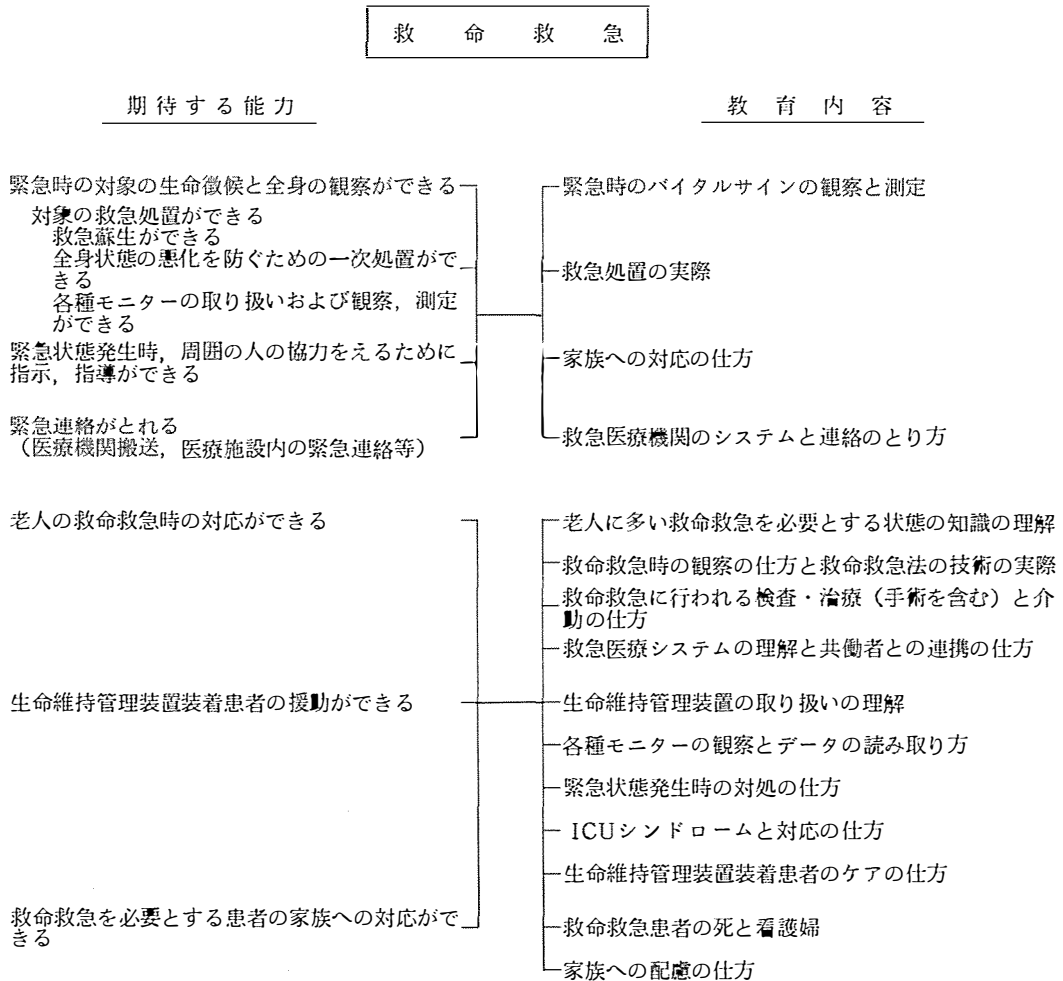 救命救急
期待する能力
教育内容
緊急時の対象の生命徴候と全身の観察ができる
対象の救急処置ができる
救急蘇生ができる
全身状態の悪化を防ぐための一次処置がで
きる
各種モニターの取り扱いおよび観察，測定
ができる
緊急状態発生時，周囲の人の協力をえるために
指示，指導ができる
緊急連絡がとれる
（医療機関搬送，医療施設内の緊急連絡等）
緊急時のバイタルサインの観察と測定
救急処置の実際
家族への対応の仕方
救急医療機関のシステムと連絡のとり方
老人の救命救急時の対応ができる
生命維持管理装置装着患者の援助ができる
救命救急を必要とする患者の家族への対応がで
きる
老人に多い救命救急を必要とする状態の知識の理解
救命救急時の観察の仕方と救命救急法の技術の実際
救命救急に行われる検査・治療（手術を含む）と介
助の仕方
救急医療システムの理解と共働者との連携の仕方
生命維持管理装置の取り扱いの理解
各種モニターの観察とデータの読み取り方
緊急状態発生時の対処の仕方
ICUシンドロームと対応の仕方
生命維持管理装置装着患者のケアの仕方
救命救急患者の死と看護婦
家族への配慮の仕方